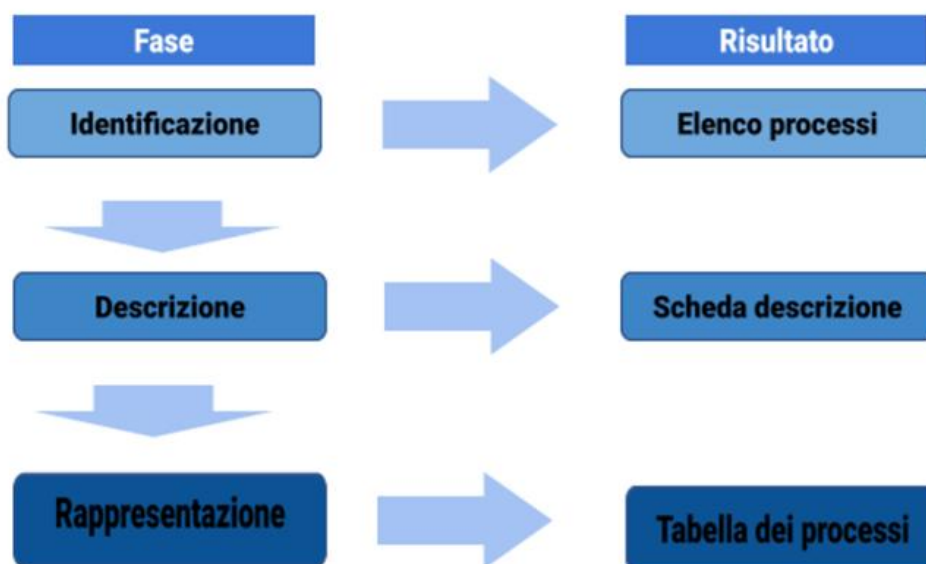 Fase
Risultato
Identificazione
Elenco processi
Descrizione
Scheda descrizione
Rappresentazione
Tabella dei processi